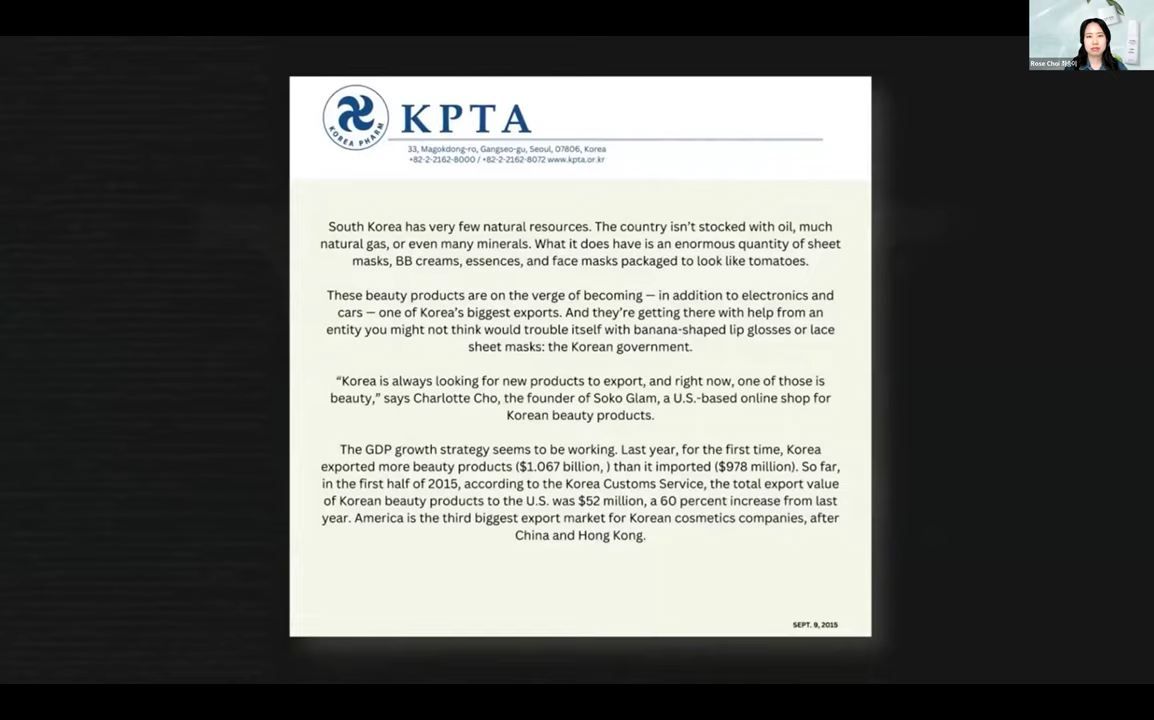 Rose Choi 최송이
KOREA PHARM
KPTA
33, Magokdong-ro, Gangseo-gu, Seoul, 07806, Korea
+82-2-2162-8000 / +82-2-2162-8072 www.kpta.or.kr
South Korea has very few natural resources. The country isn’t stocked with oil, much
natural gas, or even many minerals. What it does have is an enormous quantity of sheet
masks, BB creams, essences, and face masks packaged to look like tomatoes.
These beauty products are on the verge of becoming — in addition to electronics and
cars — one of Korea’s biggest exports. And they’re getting there with help from an
entity you might not think would trouble itself with banana-shaped lip glosses or lace
sheet masks: the Korean government.
“Korea is always looking for new products to export, and right now, one of those is
beauty,” says Charlotte Cho, the founder of Soko Glam, a U.S.-based online shop for
Korean beauty products.
The GDP growth strategy seems to be working. Last year, for the first time, Korea
exported more beauty products ($1.067 billion, ) than it imported ($978 million). So far,
in the first half of 2015, according to the Korea Customs Service, the total export value
of Korean beauty products to the U.S. was $52 million, a 60 percent increase from last
year. America is the third biggest export market for Korean cosmetics companies, after
China and Hong Kong.
SEPT. 9, 2015